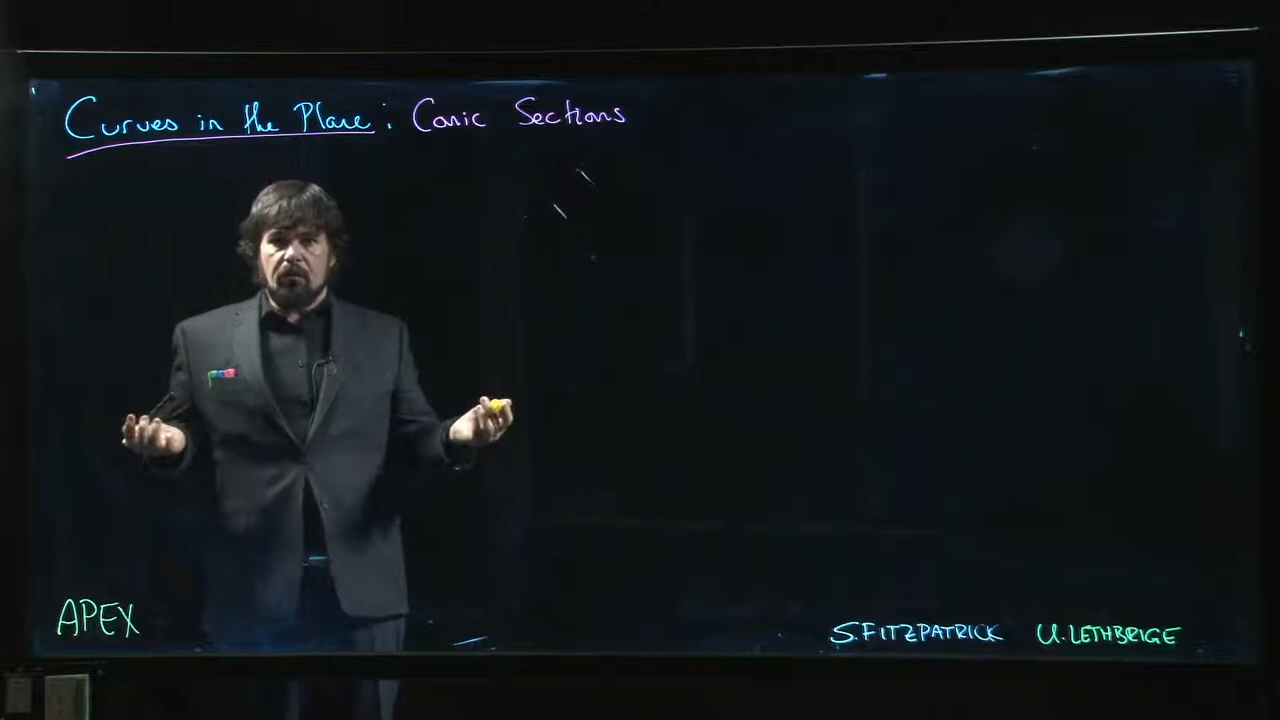 Curves in the Plane: Conic Sections
APEX
S.FITZPATRICK U.LETHBRIGE